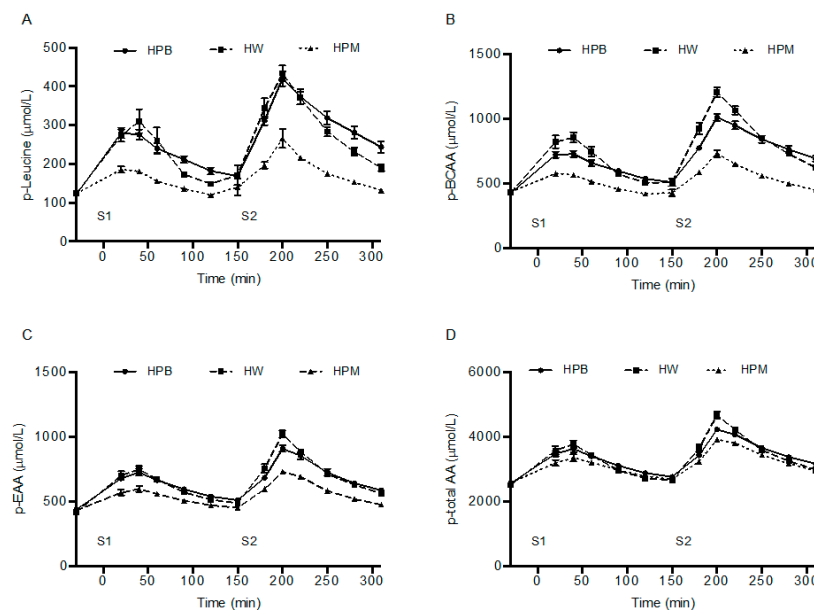 A
HPB HW HPM
p-Leucine (µmol/L)
500
400
300
200
100
0
S1 S2
0 50 100 150 200 250 300
Time (min)
B
HPB HW HPM
p-BCAA (µmol/L)
1500
1000
500
0
S1 S2
0 50 100 150 200 250 300
Time (min)
C
HPB HW HPM
p-EAA (µmol/L)
1500
1000
500
0
S1 S2
0 50 100 150 200 250 300
Time (min)
D
HPB HW HPM
p-total AA (µmol/L)
6000
4000
2000
0
S1 S2
0 50 100 150 200 250 300
Time (min)